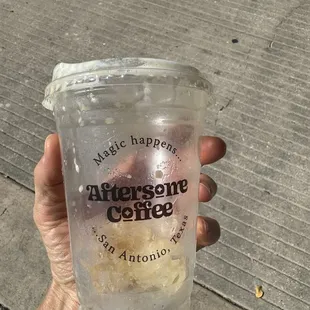 Magic happens...
Aftersome
Coffee
...San Antonio, Texas